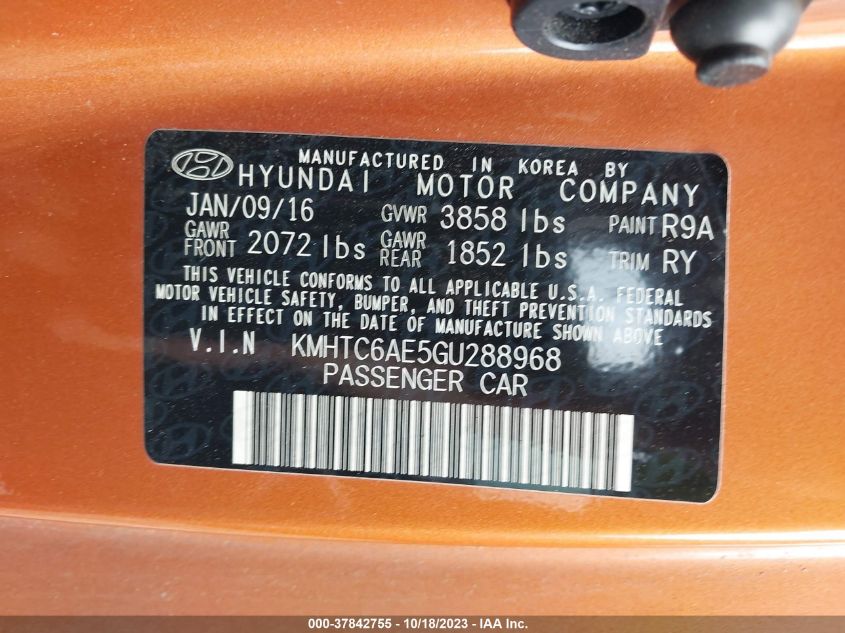 MANUFACTURED IN KOREA BY
HYUNDAI MOTOR COMPANY
JAN/09/16 GVWR 3858 lbs PAINT R9A
GAWR FRONT 2072 lbs GAWR REAR 1852 lbs TRIM RY
THIS VEHICLE CONFORMS TO ALL APPLICABLE U.S.A. FEDERAL
MOTOR VEHICLE SAFETY, BUMPER, AND THEFT PREVENTION STANDARDS
IN EFFECT ON THE DATE OF MANUFACTURE SHOWN ABOVE
V.I.N KMHTC6AE5GU288968
PASSENGER CAR
000-37842755 - 10/18/2023 - IAA Inc.